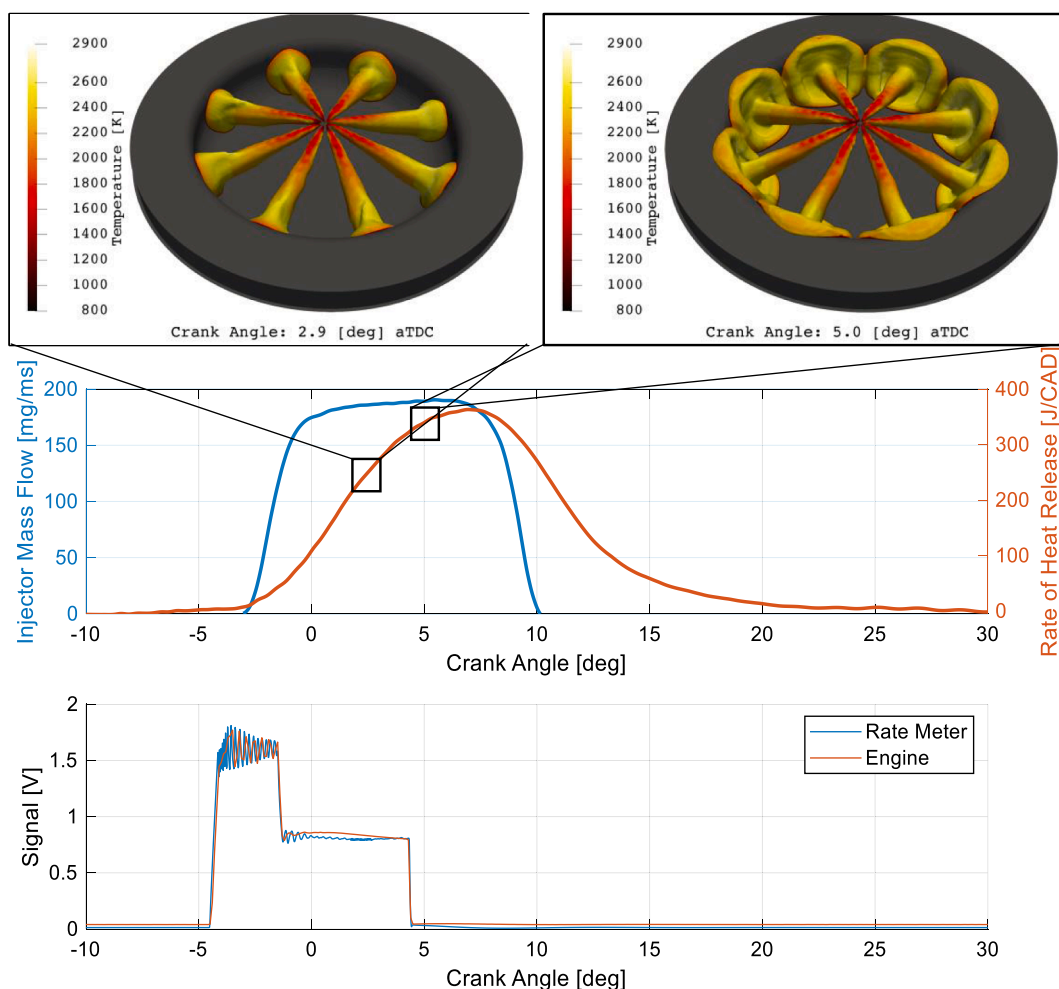 2900
2600
2400
2200
2000
1800
1600
1400
1200
1000
800
Temperature [K]
Crank Angle: 2.9 [deg] aTDC
2900
2600
2400
2200
2000
1800
1600
1400
1200
1000
800
Temperature [K]
Crank Angle: 5.0 [deg] aTDC
Injector Mass Flow [mg/ms]
200
150
100
50
0
400
300
200
100
0
Rate of Heat Release [J/CAD]
-10 -5 0 5 10 15 20 25 30
Crank Angle [deg]
Signal [V]
2
1.5
1
0.5
0
Rate Meter
Engine
-10 -5 0 5 10 15 20 25 30
Crank Angle [deg]